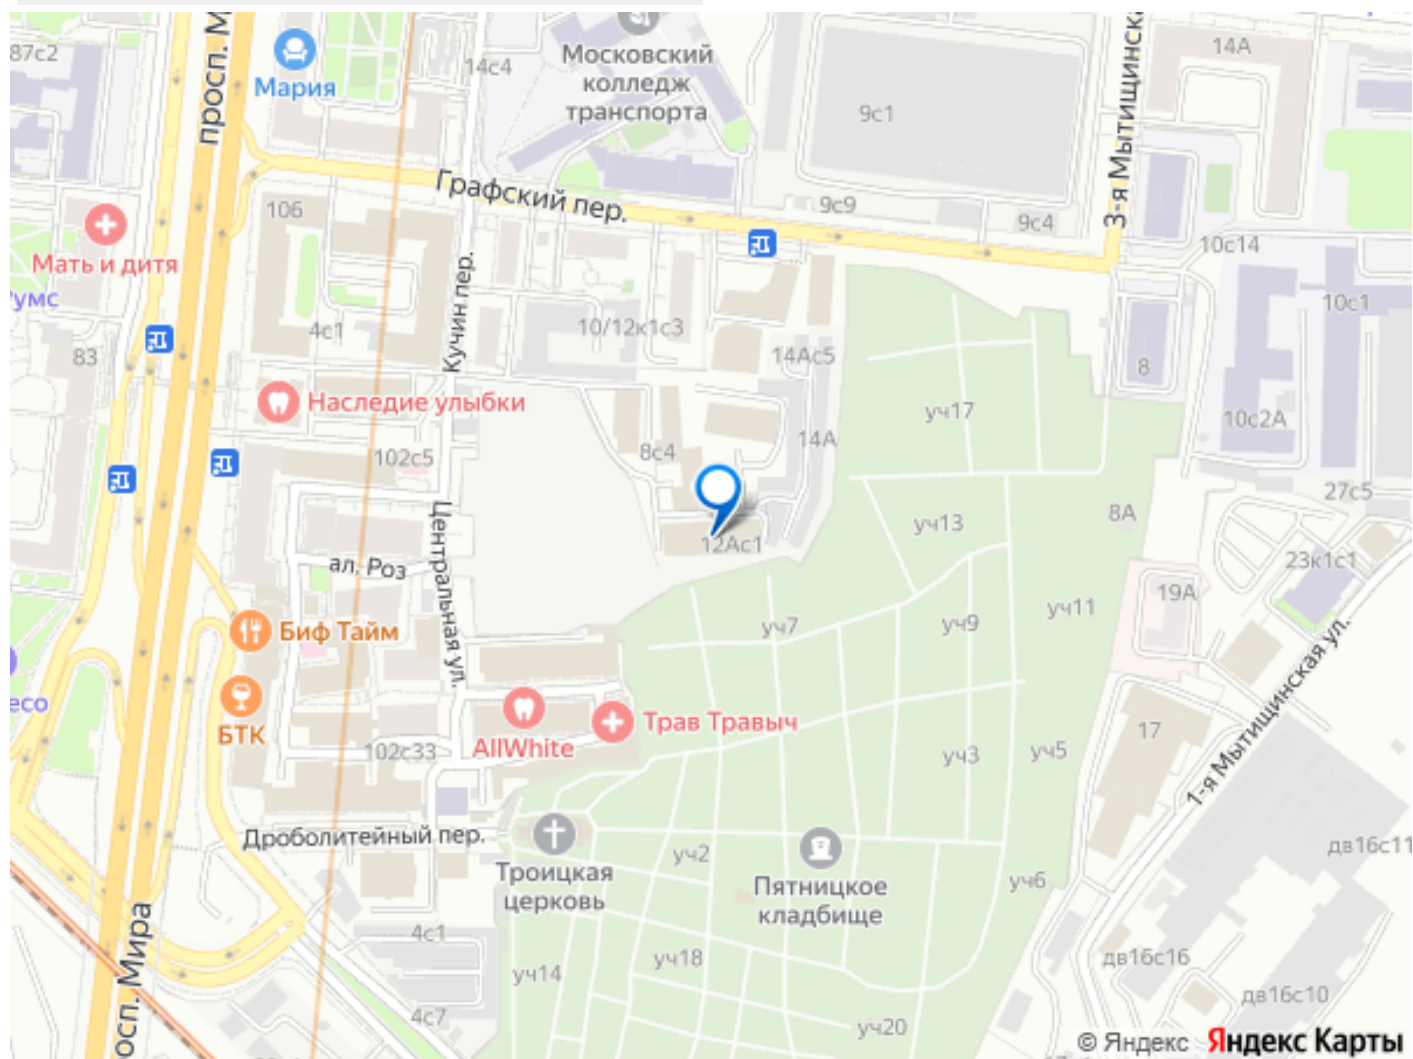 87с2
просп. М
Мария
14с4
Московский
колледж
транспорта
9с1
3-я Мытищинска
14А
Графский пер.
106
9с9
9с4
10с14
Мать и дитя
умс
10с1
4с1
Кучин пер.
10/12к1с3
14Ас5
83
8
Наследие улыбки
уч17
10с2А
102с5
8с4
14А
27с5
Центральная ул.
уч13
8А
12Ас1
23к1с1
ал. Роз
19А
Биф Тайм
уч7
уч9
уч11
есо
БТК
AllWhite
Трав Травыч
17
1-я Мытищинская ул.
102с33
уч3
уч5
Дроболитейный пер.
Троицкая
церковь
уч2
Пятницкое
кладбище
уч6
дв16с11
просп. Мира
4с1
уч14
уч18
дв16с16
4с7
уч20
дв16с10
© Яндекс Яндекс Карты